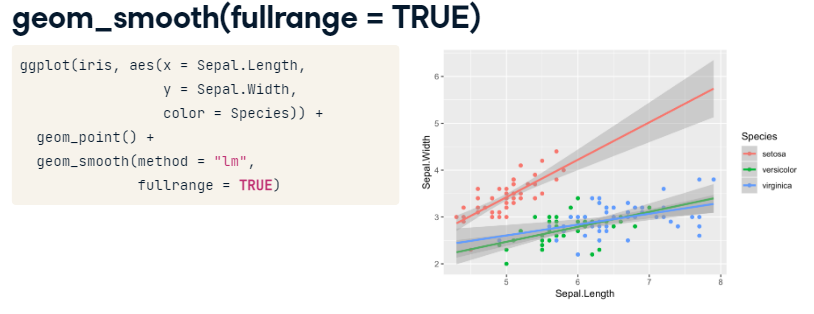 geom_smooth(fullrange = TRUE)
ggplot(iris, aes(x = Sepal.Length,
y = Sepal.Width,
color = Species)) +
geom_point() +
geom_smooth(method = "lm",
fullrange = TRUE)
Sepal.Width
6
5
4
3
2
5
6
7
8
Sepal.Length
Species
setosa
versicolor
virginica